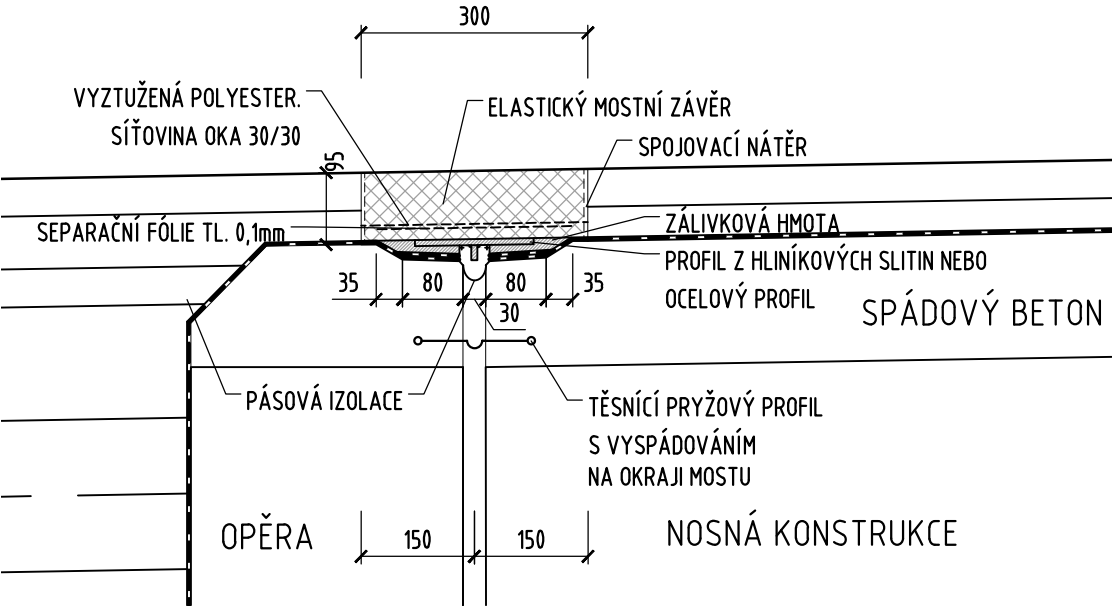 300
VYZTUŽENÁ POLYESTER.
SÍŤOVINA OKA 30/30
ELASTICKÝ MOSTNÍ ZÁVĚR
SPOJOVACÍ NÁTĚR
95
SEPARAČNÍ FÓLIE TL. 0,1mm
ZÁLIVKOVÁ HMOTA
PROFIL Z HLINÍKOVÝCH SLITIN NEBO
OCELOVÝ PROFIL
35
80
80
35
30
SPÁDOVÝ BETON
PÁSOVÁ IZOLACE
TĚSNÍCÍ PRYŽOVÝ PROFIL
S VYSPÁDOVÁNÍM
NA OKRAJI MOSTU
OPĚRA
150
150
NOSNÁ KONSTRUKCE